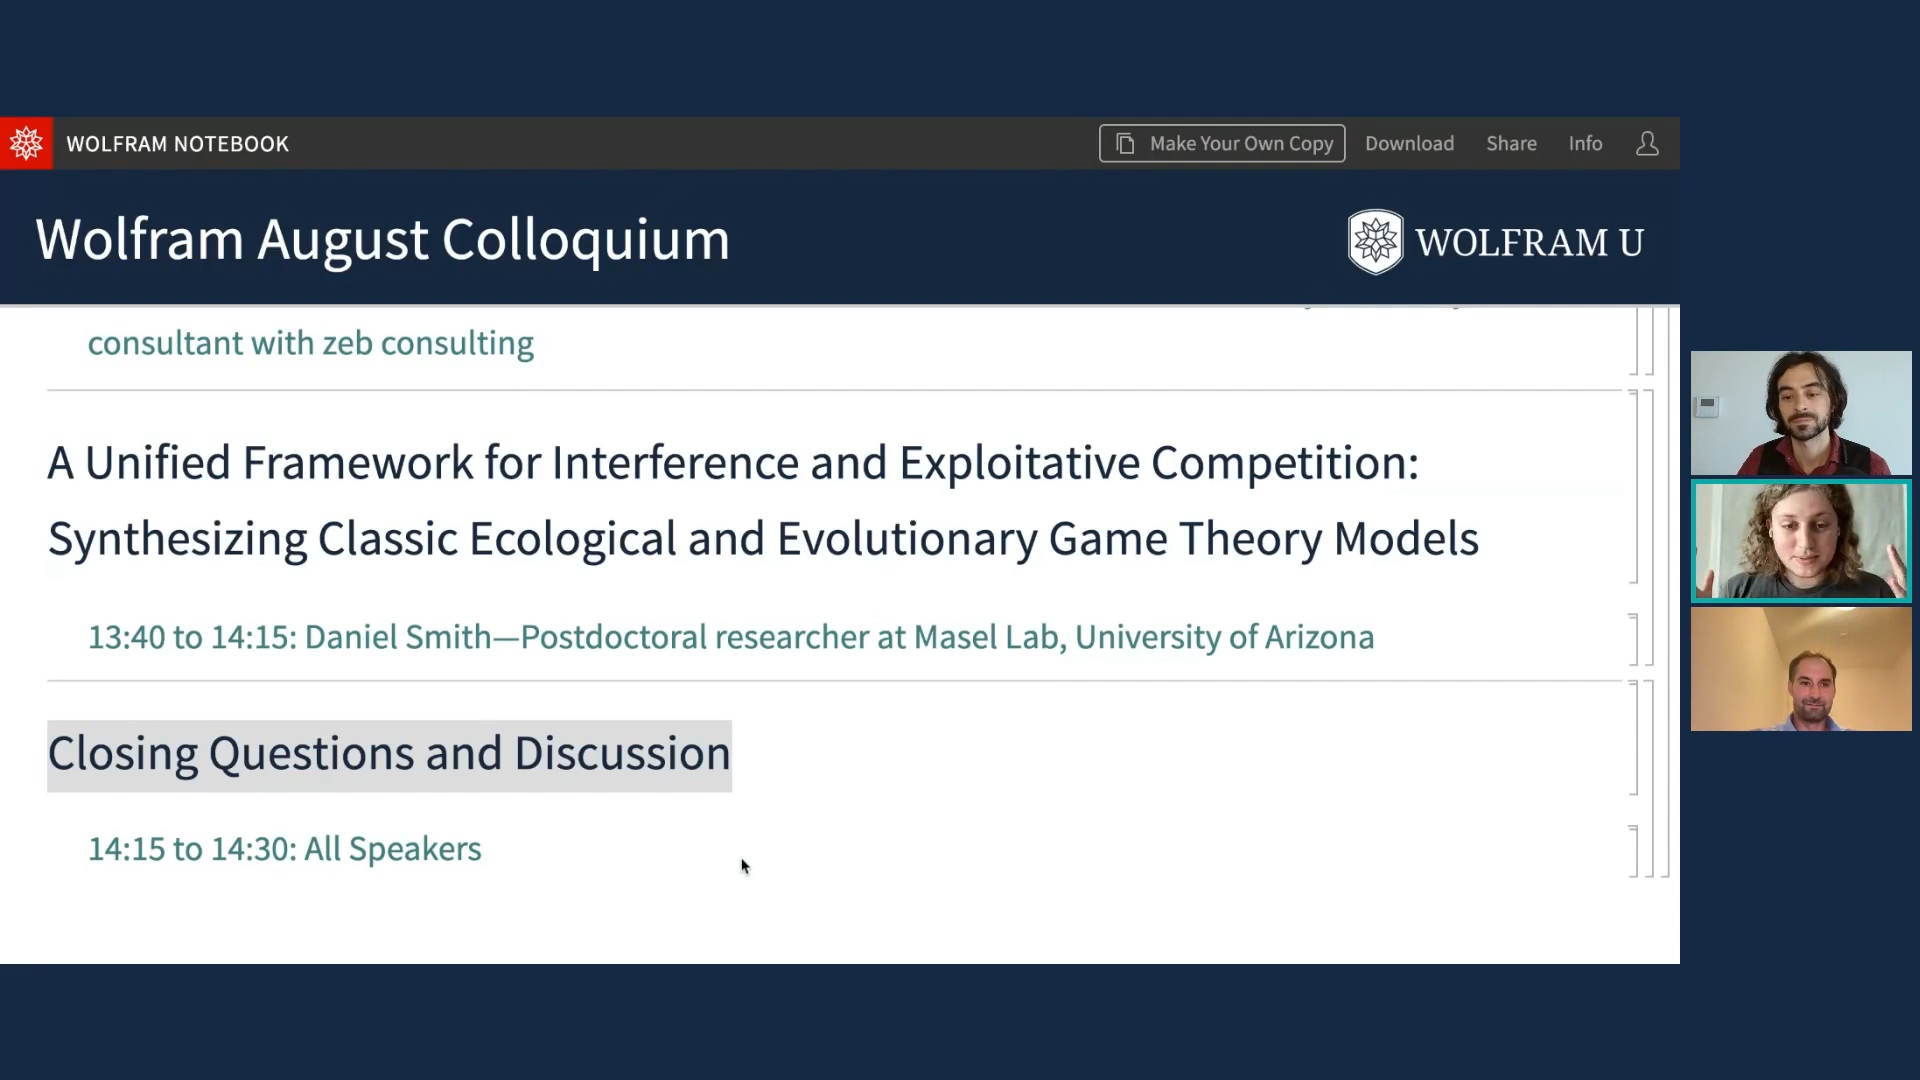 WOLFRAM NOTEBOOK
Make Your Own Copy
Download
Share
Info
Wolfram August Colloquium
WOLFRAM U
consultant with zeb consulting
A Unified Framework for Interference and Exploitative Competition:
Synthesizing Classic Ecological and Evolutionary Game Theory Models
13:40 to 14:15: Daniel Smith—Postdoctoral researcher at Masel Lab, University of Arizona
Closing Questions and Discussion
14:15 to 14:30: All Speakers